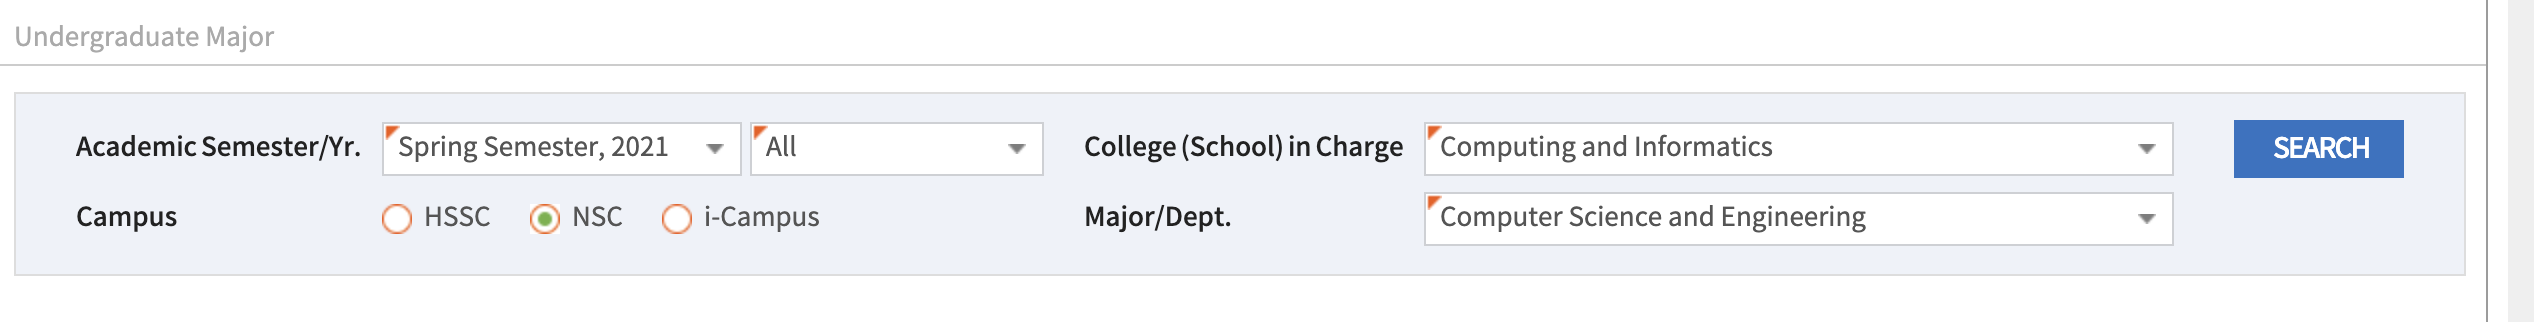 Undergraduate Major
Academic Semester/Yr. Spring Semester, 2021 All College (School) in Charge Computing and Informatics SEARCH
Campus HSSC NSC i-Campus Major/Dept. Computer Science and Engineering